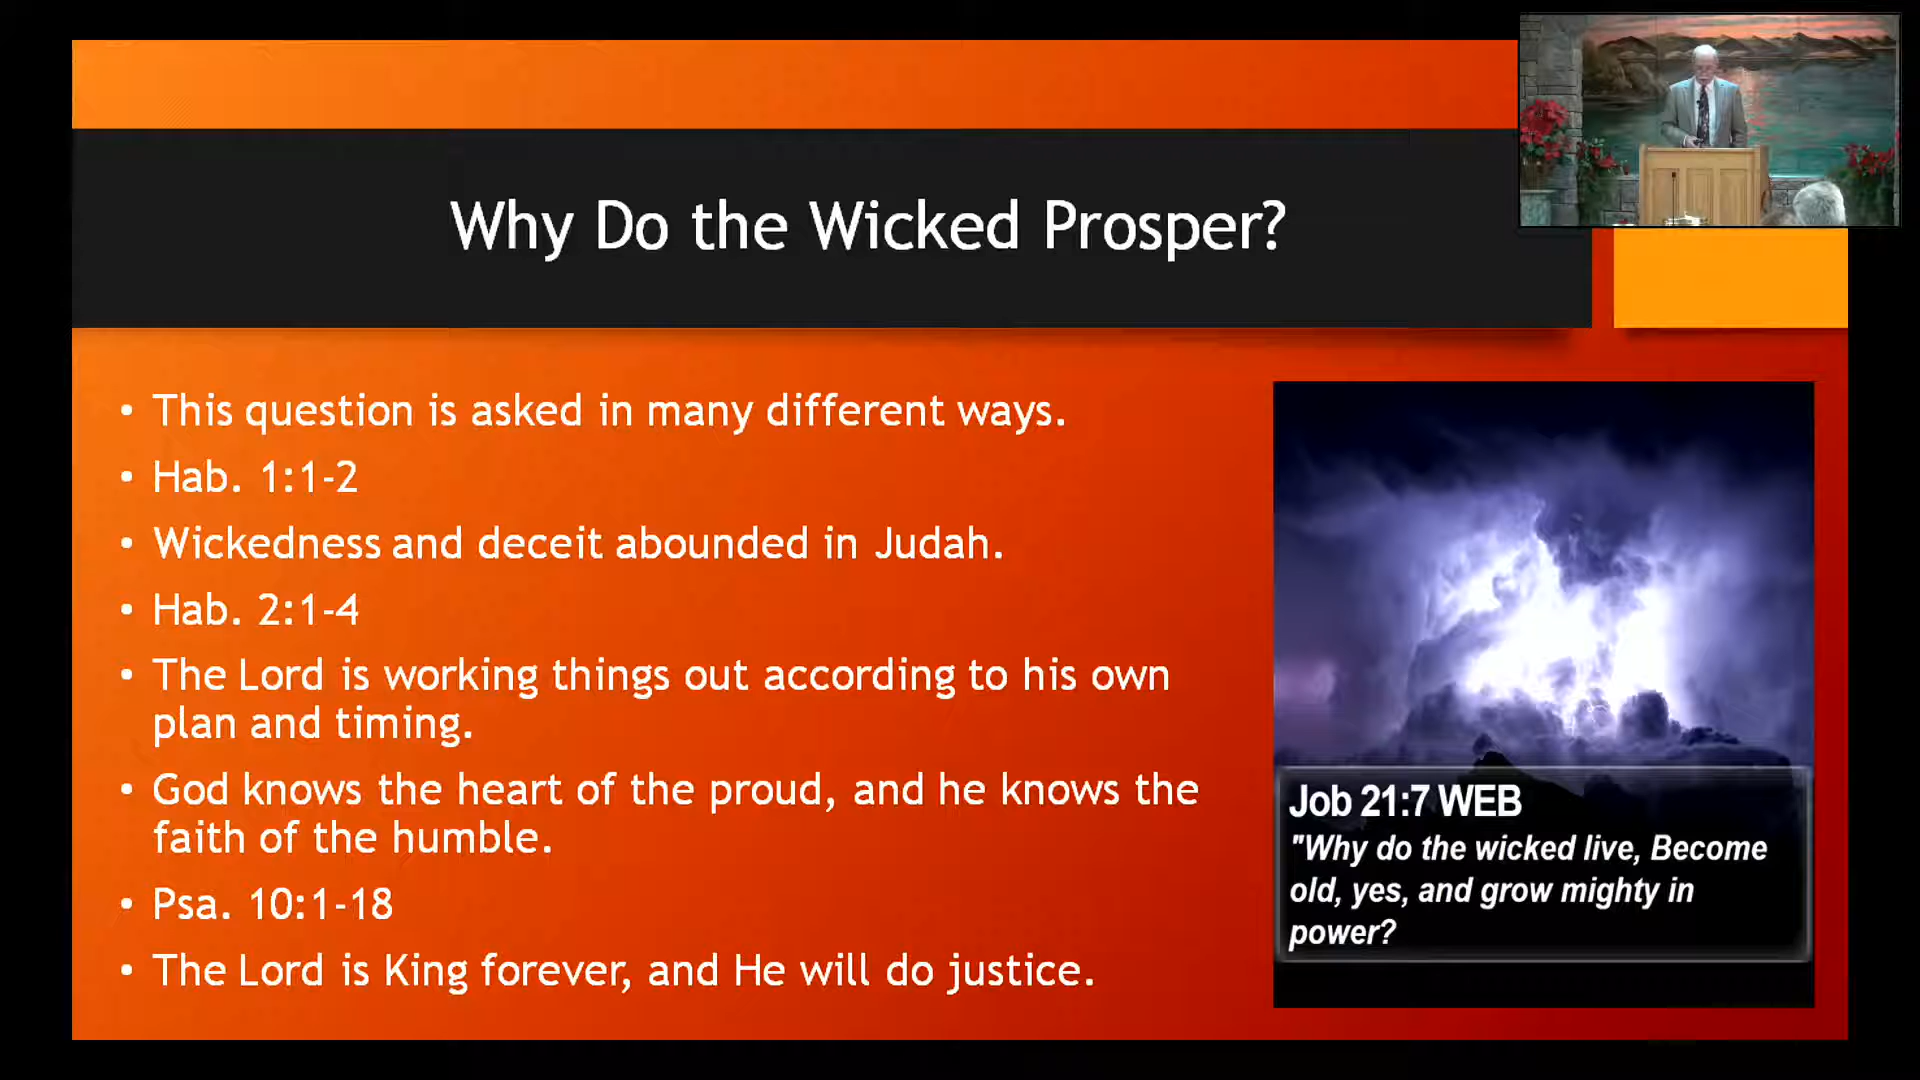 Why Do the Wicked Prosper?
• This question is asked in many different ways.
• Hab. 1:1-2
• Wickedness and deceit abounded in Judah.
• Hab. 2:1-4
• The Lord is working things out according to his own
plan and timing.
• God knows the heart of the proud, and he knows the
faith of the humble.
• Psa. 10:1-18
• The Lord is King forever, and He will do justice.
Job 21:7 WEB
"Why do the wicked live, Become
old, yes, and grow mighty in
power?